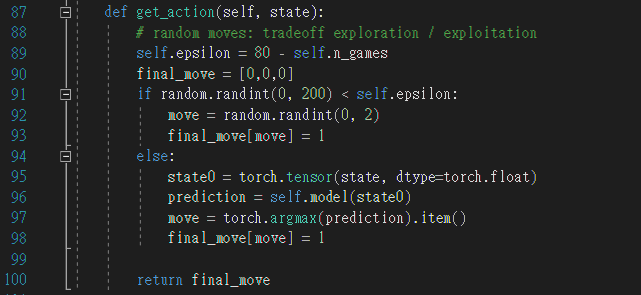 87 def get_action(self, state):
88 # random moves: tradeoff exploration / exploitation
89 self.epsilon = 80 - self.n_games
90 final_move = [0,0,0]
91 if random.randint(0, 200) < self.epsilon:
92 move = random.randint(0, 2)
93 final_move[move] = 1
94 else:
95 state0 = torch.tensor(state, dtype=torch.float)
96 prediction = self.model(state0)
97 move = torch.argmax(prediction).item()
98 final_move[move] = 1
99
100 return final_move